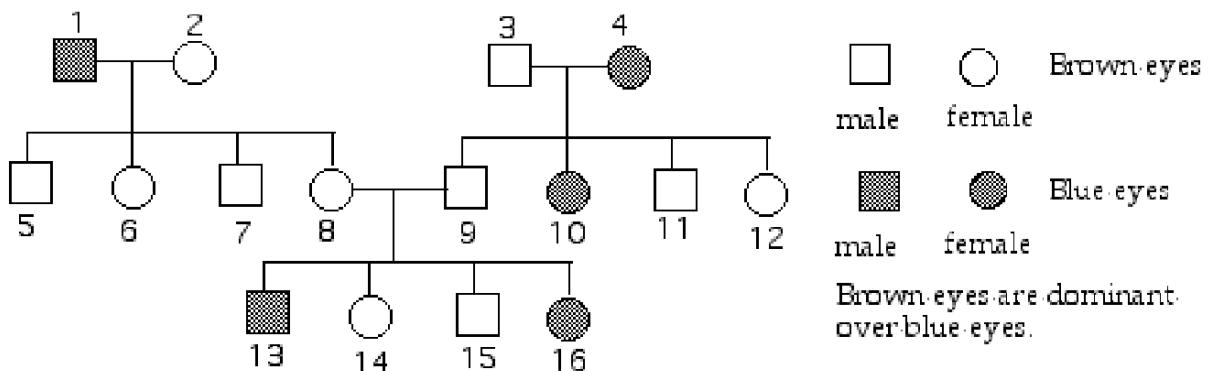 1 2 3 4
Brown eyes
male female
5 6 7 8 9 10 11 12
Blue eyes
male female
Brown eyes are dominant
over blue eyes.
13 14 15 16